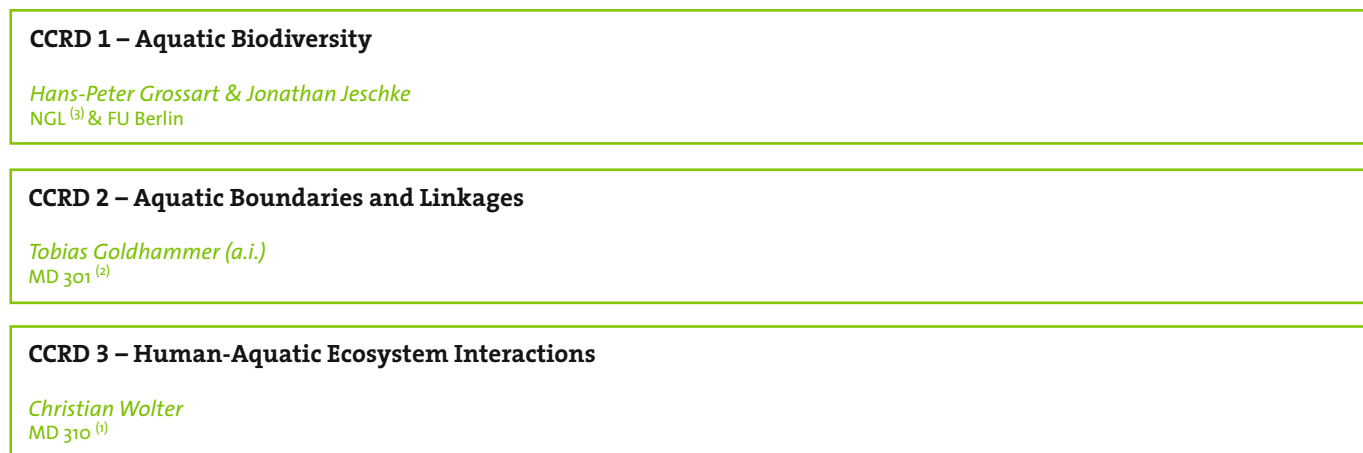 CCRD 1 – Aquatic Biodiversity
Hans-Peter Grossart & Jonathan Jeschke
NGL (3) & FU Berlin
CCRD 2 – Aquatic Boundaries and Linkages
Tobias Goldhammer (a.i.)
MD 301 (2)
CCRD 3 – Human-Aquatic Ecosystem Interactions
Christian Wolter
MD 310 (1)